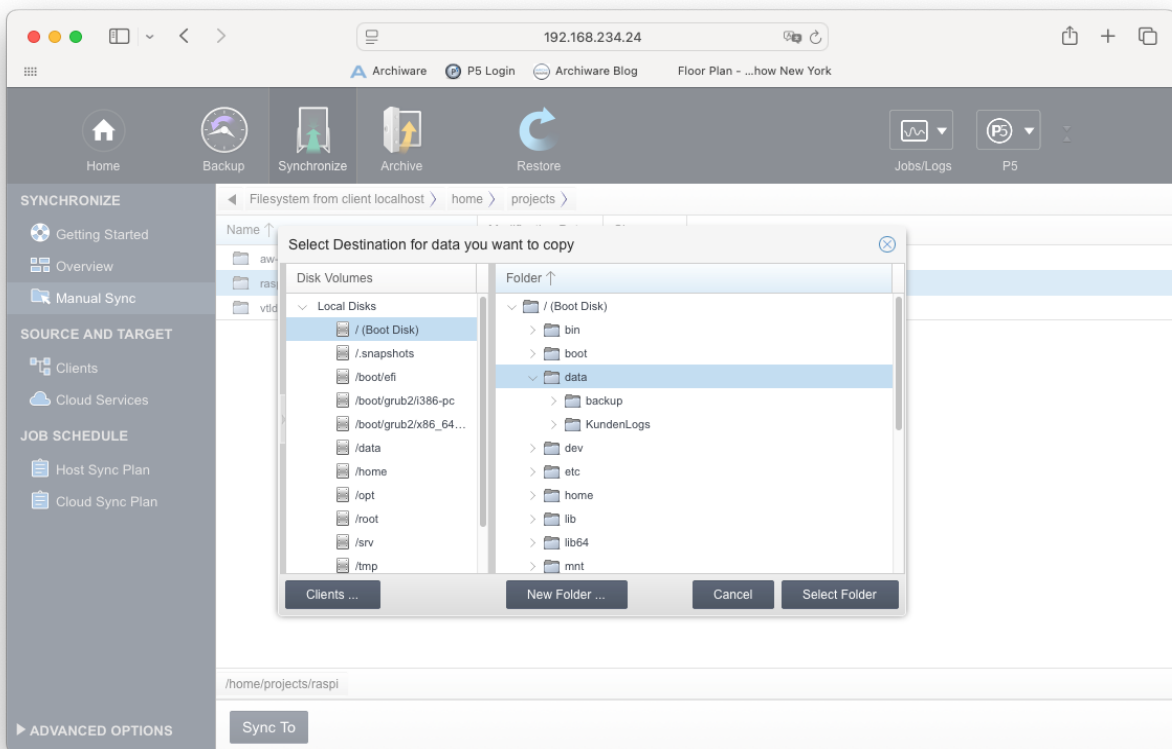 192.168.234.24
Archiware
P5 Login
Archiware Blog
Floor Plan - ...how New York
Home
Backup
Synchronize
Archive
Restore
Jobs/Logs
P5
P5
SYNCHRONIZE
Getting Started
Overview
Manual Sync
SOURCE AND TARGET
Clients
Cloud Services
JOB SCHEDULE
Host Sync Plan
Cloud Sync Plan
ADVANCED OPTIONS
Filesystem from client localhost
home
projects
Name
aw-
rasp
vtld
Select Destination for data you want to copy
Disk Volumes
Local Disks
/ (Boot Disk)
/.snapshots
/boot/efi
/boot/grub2/i386-pc
/boot/grub2/x86_64...
/data
/home
/opt
/root
/srv
/tmp
Folder
/ (Boot Disk)
bin
boot
data
backup
KundenLogs
dev
etc
home
lib
lib64
mnt
Clients ...
New Folder ...
Cancel
Select Folder
/home/projects/raspi
Sync To